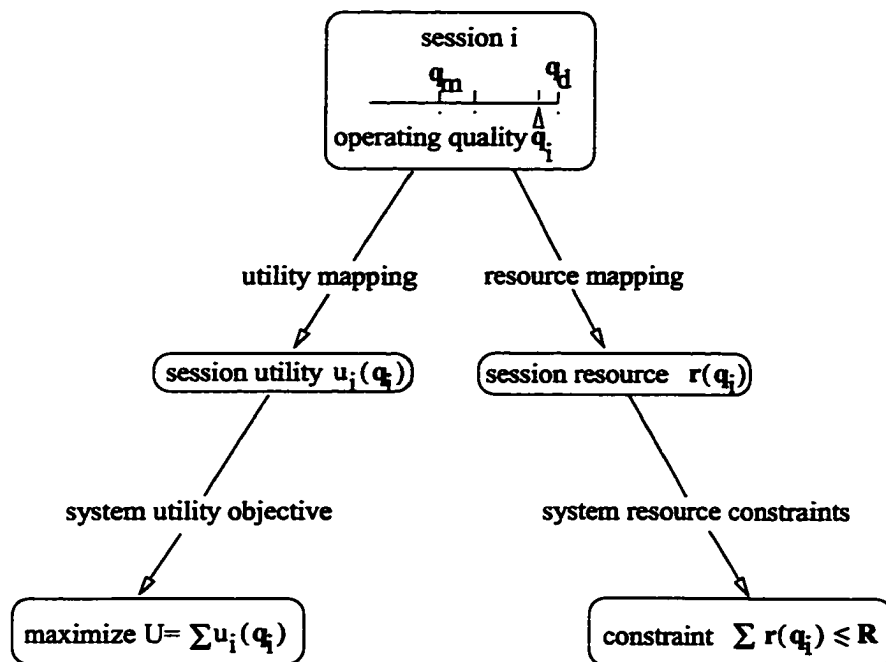 session i
q_m q_d
operating quality q_i
utility mapping resource mapping
session utility u_i(q_i) session resource r(q_i)
system utility objective system resource constraints
maximize U= ∑u_i(q_i) constraint ∑ r(q_i) ⩽ R